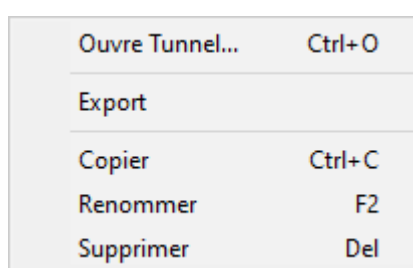 Ouvre Tunnel... Ctrl+O
Export
Copier Ctrl+C
Renommer F2
Supprimer Del